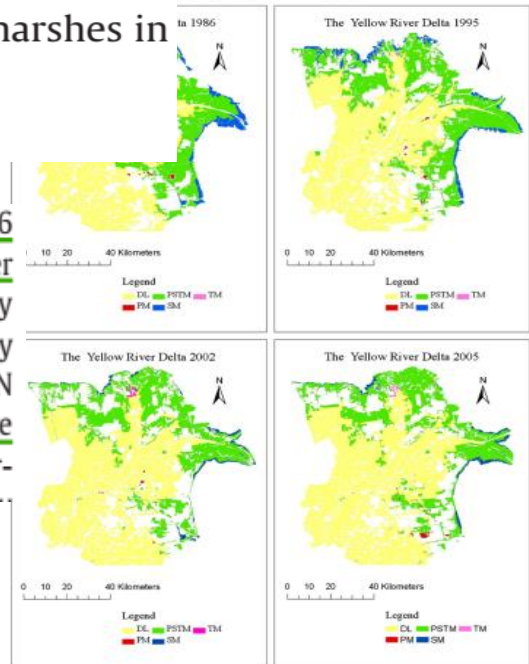 narshes in
lta 1986
N
0 10 20 40 Kilometers
Legend
DL PSTM TM
PM SM
The Yellow River Delta 1995
N
0 10 20 40 Kilometers
Legend
DL PSTM TM
PM SM
6
er
y
y
N
e
r-
The Yellow River Delta 2002
N
0 10 20 40 Kilometers
Legend
DL PSTM TM
PM SM
The Yellow River Delta 2005
N
0 10 20 40 Kilometers
Legend
DL PSTM TM
PM SM